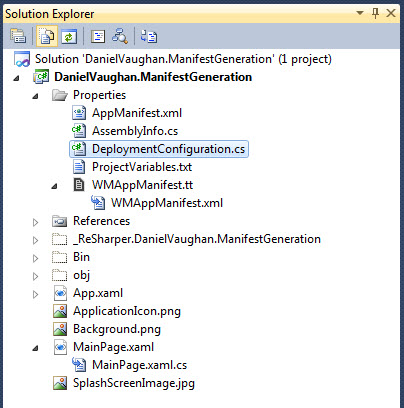 Solution Explorer
Solution 'DanielVaughan.ManifestGeneration' (1 project)
DanielVaughan.ManifestGeneration
Properties
AppManifest.xml
AssemblyInfo.cs
DeploymentConfiguration.cs
ProjectVariables.txt
WMAppManifest.tt
WMAppManifest.xml
References
_ReSharper.DanielVaughan.ManifestGeneration
Bin
obj
App.xaml
ApplicationIcon.png
Background.png
MainPage.xaml
MainPage.xaml.cs
SplashScreenImage.jpg